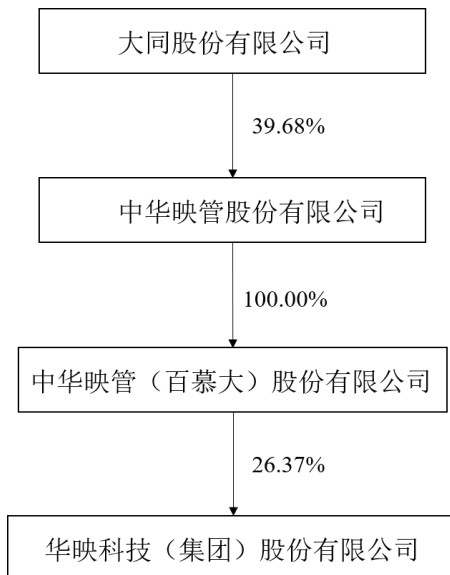 大同股份有限公司
39.68%
中华映管股份有限公司
100.00%
中华映管（百慕大）股份有限公司
26.37%
华映科技（集团）股份有限公司